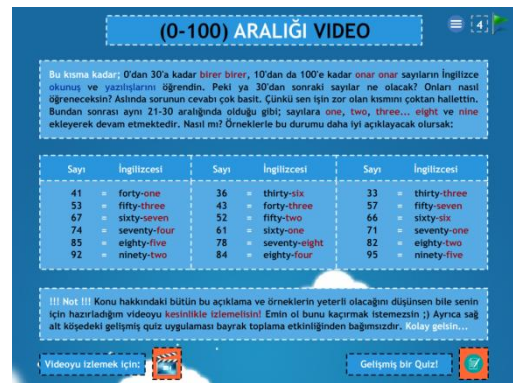 (0-100) ARALIĞI VIDEO
4
Bu kısma kadar; 0'dan 30'a kadar birer birer, 10'dan da 100'e kadar onar onar sayıların İngilizce
okunuş ve yazılışlarını öğrendin. Peki ya 30'dan sonraki sayılar ne olacak? Onları nasıl
öğreneceksin? Aslında sorunun cevabı çok basit. Çünkü sen işin zor olan kısmını çoktan hallettin.
Bundan sonrası aynı 21-30 aralığında olduğu gibi; sayılara one, two, three... eight ve nine
ekleyerek devam etmektedir. Nasıl mı? Örneklerle bu durumu daha iyi açıklayacak olursak:
Sayı İngilizcesi Sayı İngilizcesi Sayı İngilizcesi
41 = forty-one 36 = thirty-six 33 = thirty-three
53 = fifty-three 43 = forty-three 57 = fifty-seven
67 = sixty-seven 52 = fifty-two 66 = sixty-six
74 = seventy-four 61 = sixty-one 71 = seventy-one
85 = eighty-five 78 = seventy-eight 82 = eighty-two
92 = ninety-two 84 = eighty-four 95 = ninety-five
!!! Not !!! Konu hakkındaki bütün bu açıklama ve örneklerin yeterli olacağını düşünsen bile senin
için hazırladığım videoyu kesinlikle izlemelisin! Emin ol bunu kaçırmak istemezsin ;) Ayrıca sağ
alt köşedeki gelişmiş quiz uygulaması bayrak toplama etkinliğinden bağımsızdır. Kolay gelsin...
Videoyu izlemek için: Gelişmiş bir Quiz!